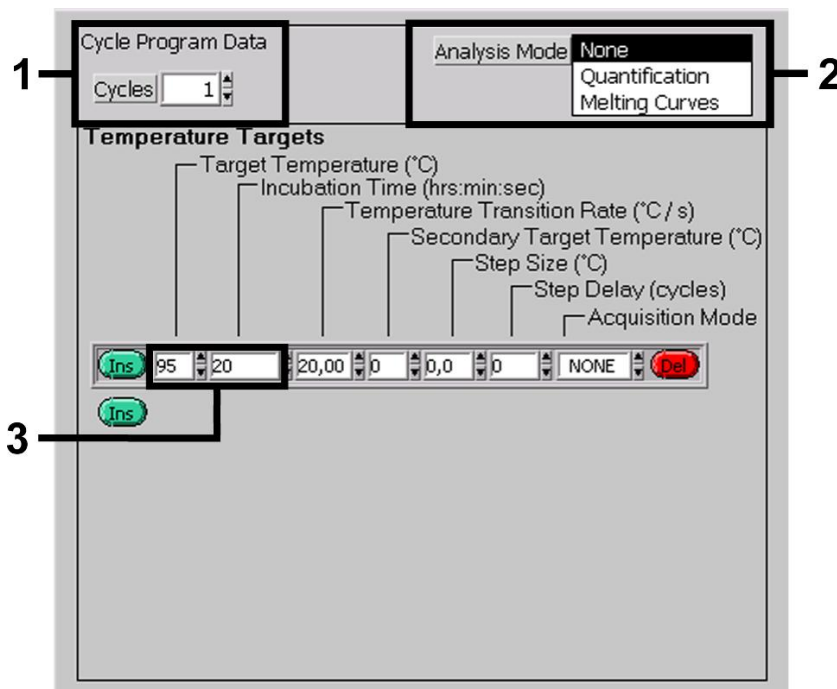 1
Cycle Program Data
Cycles 1
Analysis Mode None
Quantification
Melting Curves
2
Temperature Targets
Target Temperature (°C)
Incubation Time (hrs:min:sec)
Temperature Transition Rate (°C / s)
Secondary Target Temperature (°C)
Step Size (°C)
Step Delay (cycles)
Acquisition Mode
Ins 95 20 20,00 0 0,0 0 NONE Del
Ins
3